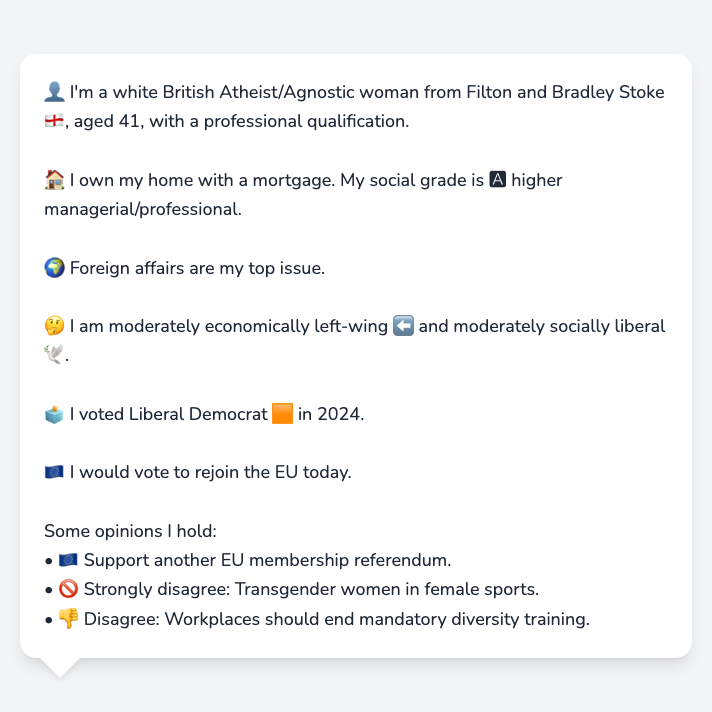 👤 I'm a white British Atheist/Agnostic woman from Filton and Bradley Stoke
🏴󠁧󠁢󠁥󠁮󠁧󠁿, aged 41, with a professional qualification.
🏠 I own my home with a mortgage. My social grade is 🅰 higher
managerial/professional.
🌍 Foreign affairs are my top issue.
🤔 I am moderately economically left-wing ⬅️ and moderately socially liberal
🕊️.
🗳️ I voted Liberal Democrat 🟧 in 2024.
🇪🇺 I would vote to rejoin the EU today.
Some opinions I hold:
• 🇪🇺 Support another EU membership referendum.
• 🚫 Strongly disagree: Transgender women in female sports.
• 👎 Disagree: Workplaces should end mandatory diversity training.